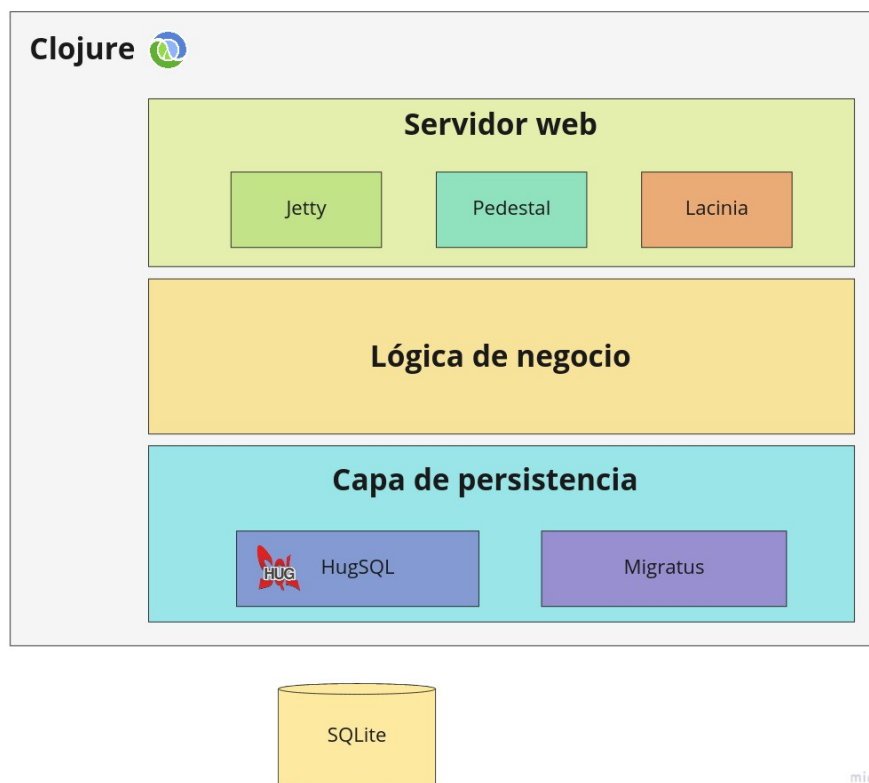 Clojure
Servidor web
Jetty
Pedestal
Lacinia
Lógica de negocio
Capa de persistencia
HUG
HugSQL
Migratus
SQLite